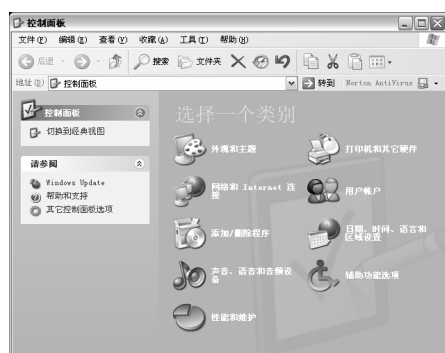 控制面板
文件(F) 编辑(E) 查看(V) 收藏(A) 工具(T) 帮助(H)
后退 搜索 文件夹
地址(D) 控制面板 转到 Norton AntiVirus
控制面板
切换到经典视图
请参阅
Windows Update
帮助和支持
其它控制面板选项
选择一个类别
外观和主题
打印机和其它硬件
网络和 Internet 连
接
用户帐户
添加/删除程序
日期、时间、语言和
区域设置
声音、语音和音频设
备
辅助功能选项
性能和维护